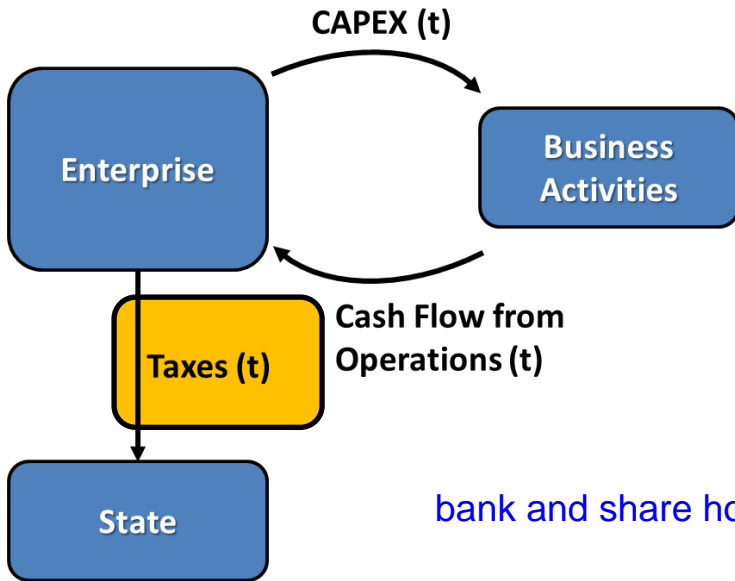 CAPEX (t)
Enterprise
Business
Activities
Cash Flow from
Operations (t)
Taxes (t)
State
bank and share ho